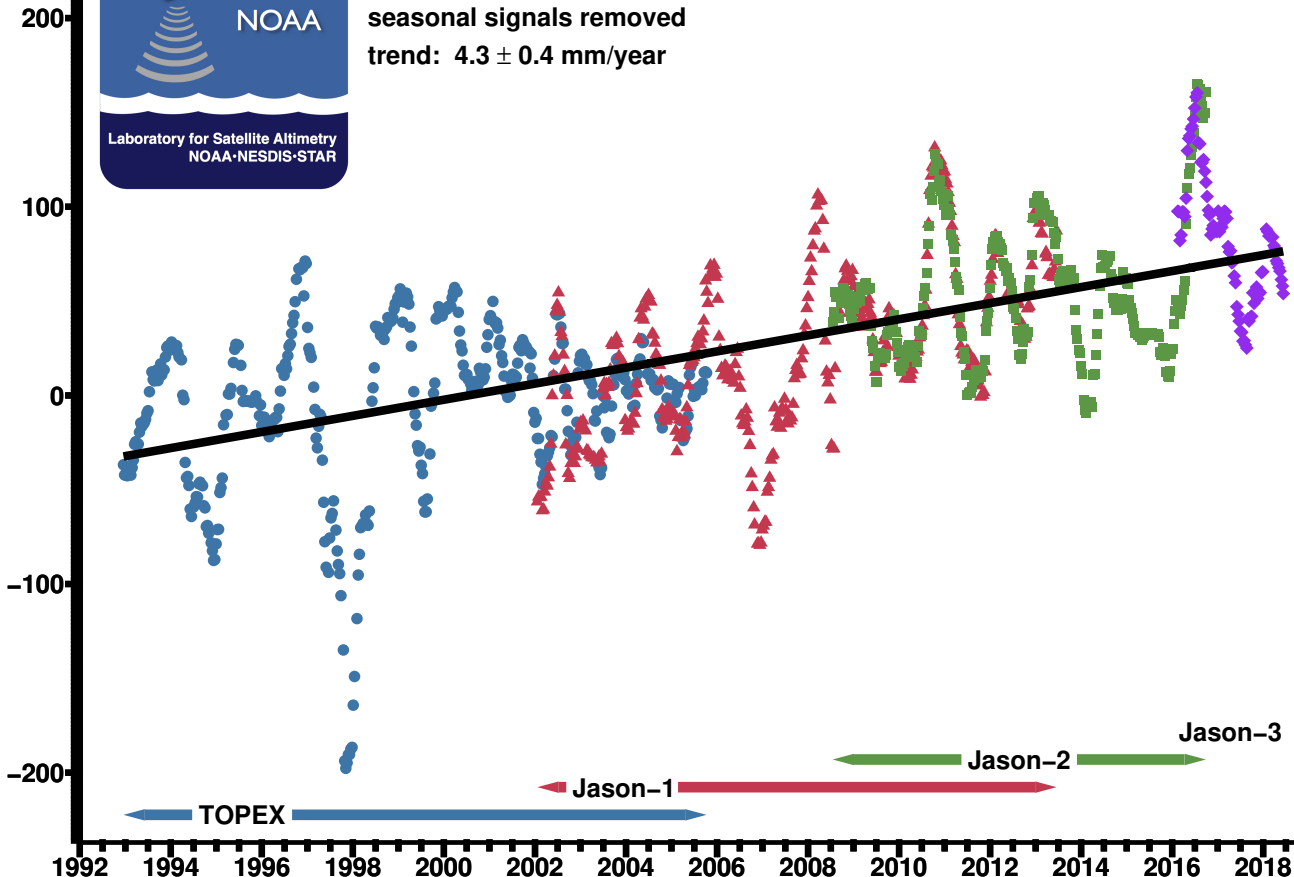 200
100
0
−100
−200
NOAA
Laboratory for Satellite Altimetry
NOAA•NESDIS•STAR
seasonal signals removed
trend: 4.3 ± 0.4 mm/year
Jason−3
Jason−2
Jason−1
TOPEX
1992 1994 1996 1998 2000 2002 2004 2006 2008 2010 2012 2014 2016 2018